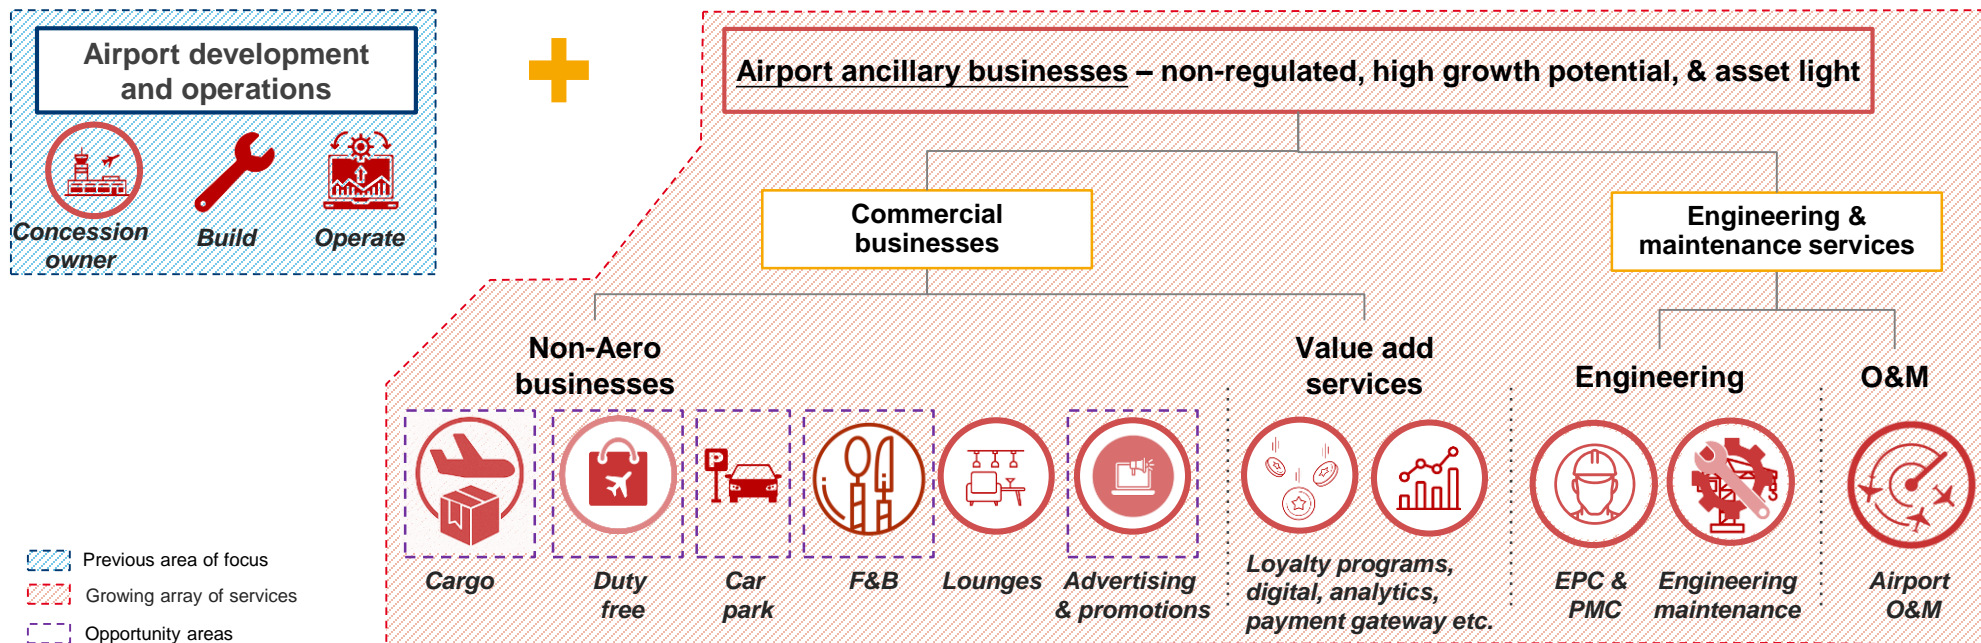 Airport development
and operations
Concession
owner
Build
Operate
Airport ancillary businesses – non-regulated, high growth potential, & asset light
Commercial
businesses
Engineering &
maintenance services
Non-Aero
businesses
Value add
services
Engineering
O&M
P
Cargo
Duty
free
Car
park
F&B
Lounges
Advertising
& promotions
Loyalty programs,
digital, analytics,
payment gateway etc.
EPC &
PMC
Engineering
maintenance
Airport
O&M
Previous area of focus
Growing array of services
Opportunity areas